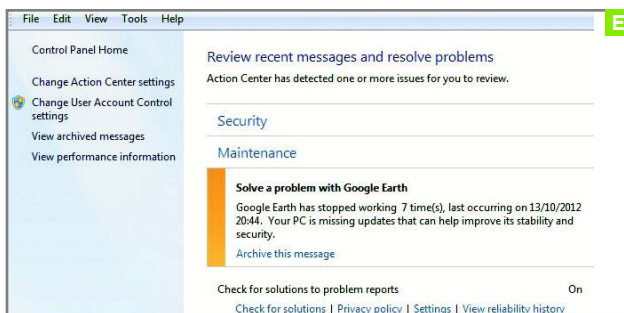 File Edit View Tools Help
E
Control Panel Home
Change Action Center settings
Change User Account Control
settings
View archived messages
View performance information
Review recent messages and resolve problems
Action Center has detected one or more issues for you to review.
Security
Maintenance
Solve a problem with Google Earth
Google Earth has stopped working 7 time(s), last occurring on 13/10/2012
20:44. Your PC is missing updates that can help improve its stability and
security.
Archive this message
Check for solutions to problem reports On
Check for solutions | Privacy policy | Settings | View reliability history